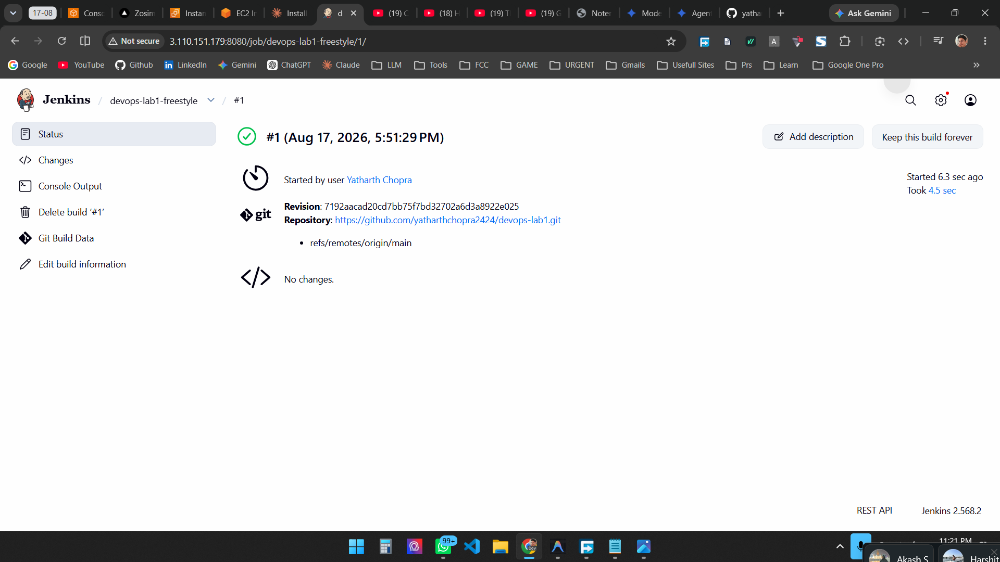 17-08
Conso
Zosim
Instan
EC2 In
Install
d
(19) C
(18) H
(19) T
(19) G
Noter
Mode
Agent
yatha
Ask Gemini
Not secure
3.110.151.179:8080/job/devops-lab1-freestyle/1/
Google
YouTube
Github
LinkedIn
Gemini
ChatGPT
Claude
LLM
Tools
FCC
GAME
URGENT
Gmails
Usefull Sites
Prs
Learn
Google One Pro
Jenkins / devops-lab1-freestyle / #1
Status
Changes
Console Output
Delete build ‘#1’
Git Build Data
Edit build information
#1 (Aug 17, 2026, 5:51:29 PM)
Add description
Keep this build forever
Started by user Yatharth Chopra
Started 6.3 sec ago
Took 4.5 sec
git
Revision: 7192aacad20cd7bb75f7bd32702a6d3a8922e025
Repository: https://github.com/yatharthchopra2424/devops-lab1.git
refs/remotes/origin/main
No changes.
REST API
Jenkins 2.568.2
99+
Dev
11:21 PM
Akash S
Harshit